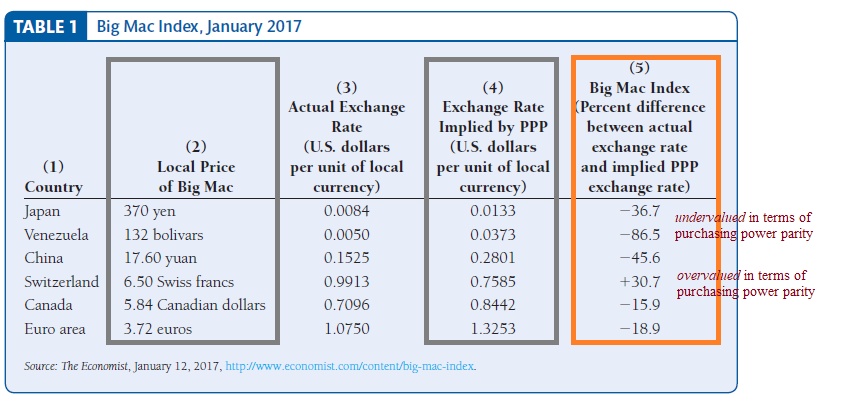 TABLE 1 Big Mac Index, January 2017
(1)
Country
(2)
Local Price
of Big Mac
(3)
Actual Exchange
Rate
(U.S. dollars
per unit of local
currency)
(4)
Exchange Rate
Implied by PPP
(U.S. dollars
per unit of local
currency)
(5)
Big Mac Index
(Percent difference
between actual
exchange rate
and implied PPP
exchange rate)
Japan 370 yen 0.0084 0.0133 −36.7
Venezuela 132 bolivars 0.0050 0.0373 −86.5
China 17.60 yuan 0.1525 0.2801 −45.6
Switzerland 6.50 Swiss francs 0.9913 0.7585 +30.7
Canada 5.84 Canadian dollars 0.7096 0.8442 −15.9
Euro area 3.72 euros 1.0750 1.3253 −18.9
undervalued in terms of
purchasing power parity
overvalued in terms of
purchasing power parity
Source: The Economist, January 12, 2017, http://www.economist.com/content/big-mac-index.